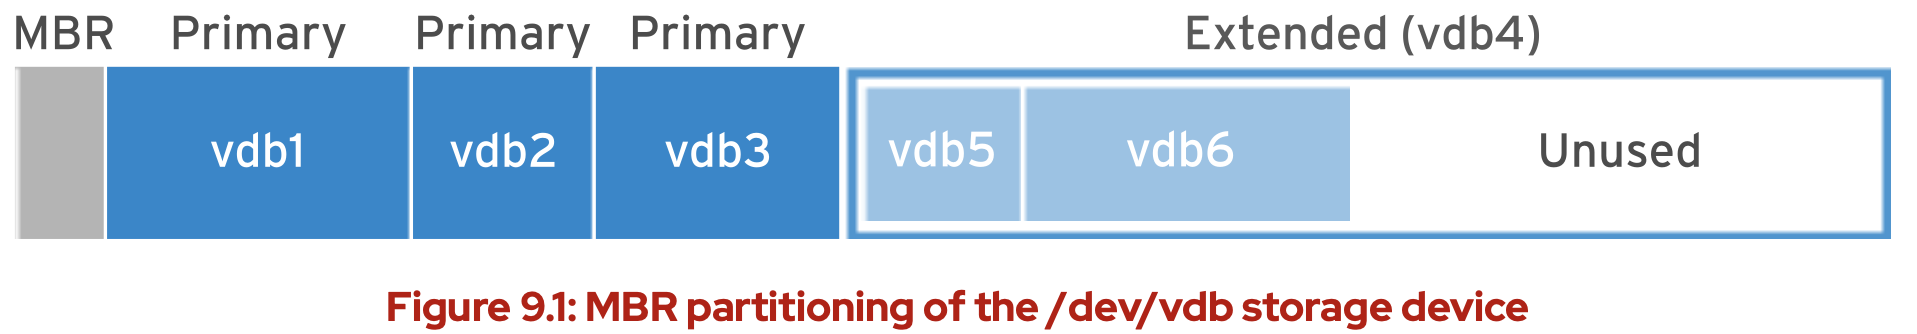 MBR Primary Primary Primary Extended (vdb4)
vdb1 vdb2 vdb3 vdb5 vdb6 Unused
Figure 9.1: MBR partitioning of the /dev/vdb storage device